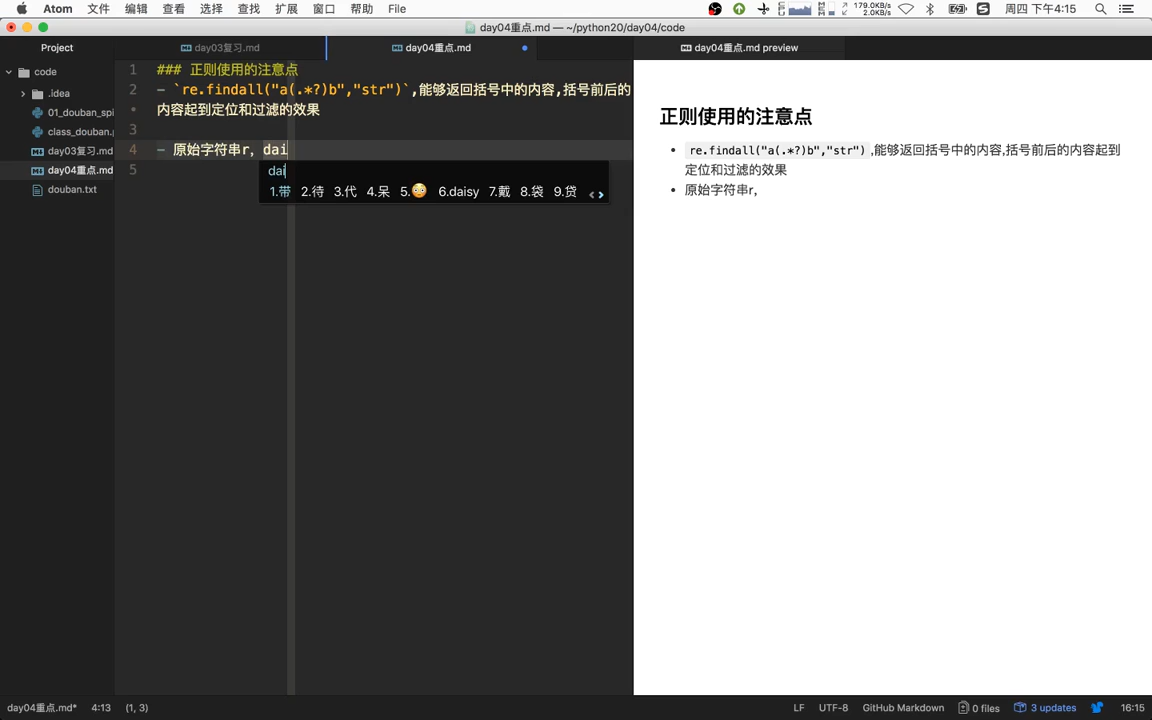 Atom 文件 编辑 查看 选择 查找 扩展 窗口 帮助 File 179.0KB/s 2.0KB/s 周四 下午4:15
day04重点.md — ~/python20/day04/code
Project day03复习.md day04重点.md day04重点.md preview
code
.idea
01_douban_spi
class_douban.p
day03复习.md
day04重点.md
douban.txt
1 ### 正则使用的注意点
2 - `re.findall("a(.*?)b","str")`,能够返回括号中的内容,括号前后的
内容起到定位和过滤的效果
3
4 - 原始字符串r, dai
5
dai
1.带 2.待 3.代 4.呆 5.😳 6.daisy 7.戴 8.袋 9.贷
正则使用的注意点
• re.findall("a(.*?)b","str") ,能够返回括号中的内容,括号前后的内容起到
定位和过滤的效果
• 原始字符串r,
day04重点.md* 4:13 (1, 3) LF UTF-8 GitHub Markdown 0 files 3 updates 16:15